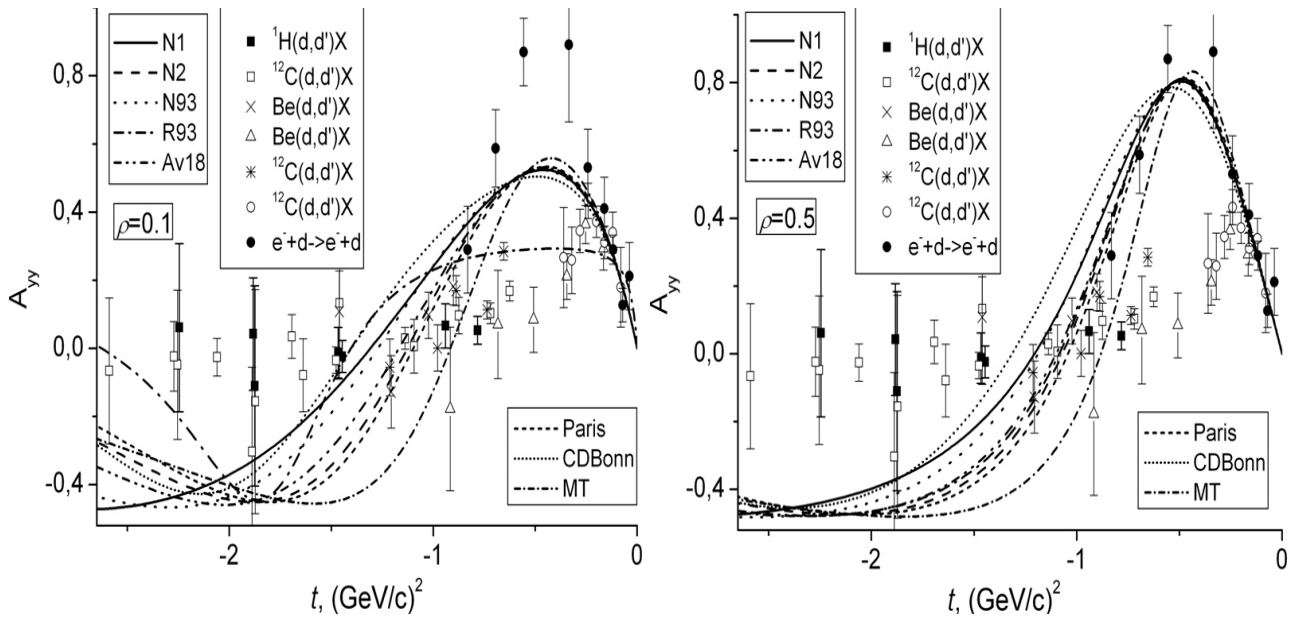 N1
N2
N93
R93
Av18
ρ=0.1
¹H(d,d')X
¹²C(d,d')X
Be(d,d')X
Be(d,d')X
¹²C(d,d')X
¹²C(d,d')X
e⁻+d->e⁻+d
Paris
CDBonn
MT
A_yy
0,8
0,4
0,0
-0,4
-2
-1
0
t, (GeV/c)²
N1
N2
N93
R93
Av18
ρ=0.5
¹H(d,d')X
¹²C(d,d')X
Be(d,d')X
Be(d,d')X
¹²C(d,d')X
¹²C(d,d')X
e⁻+d->e⁻+d
Paris
CDBonn
MT
A_yy
0,8
0,4
0,0
-0,4
-2
-1
0
t, (GeV/c)²